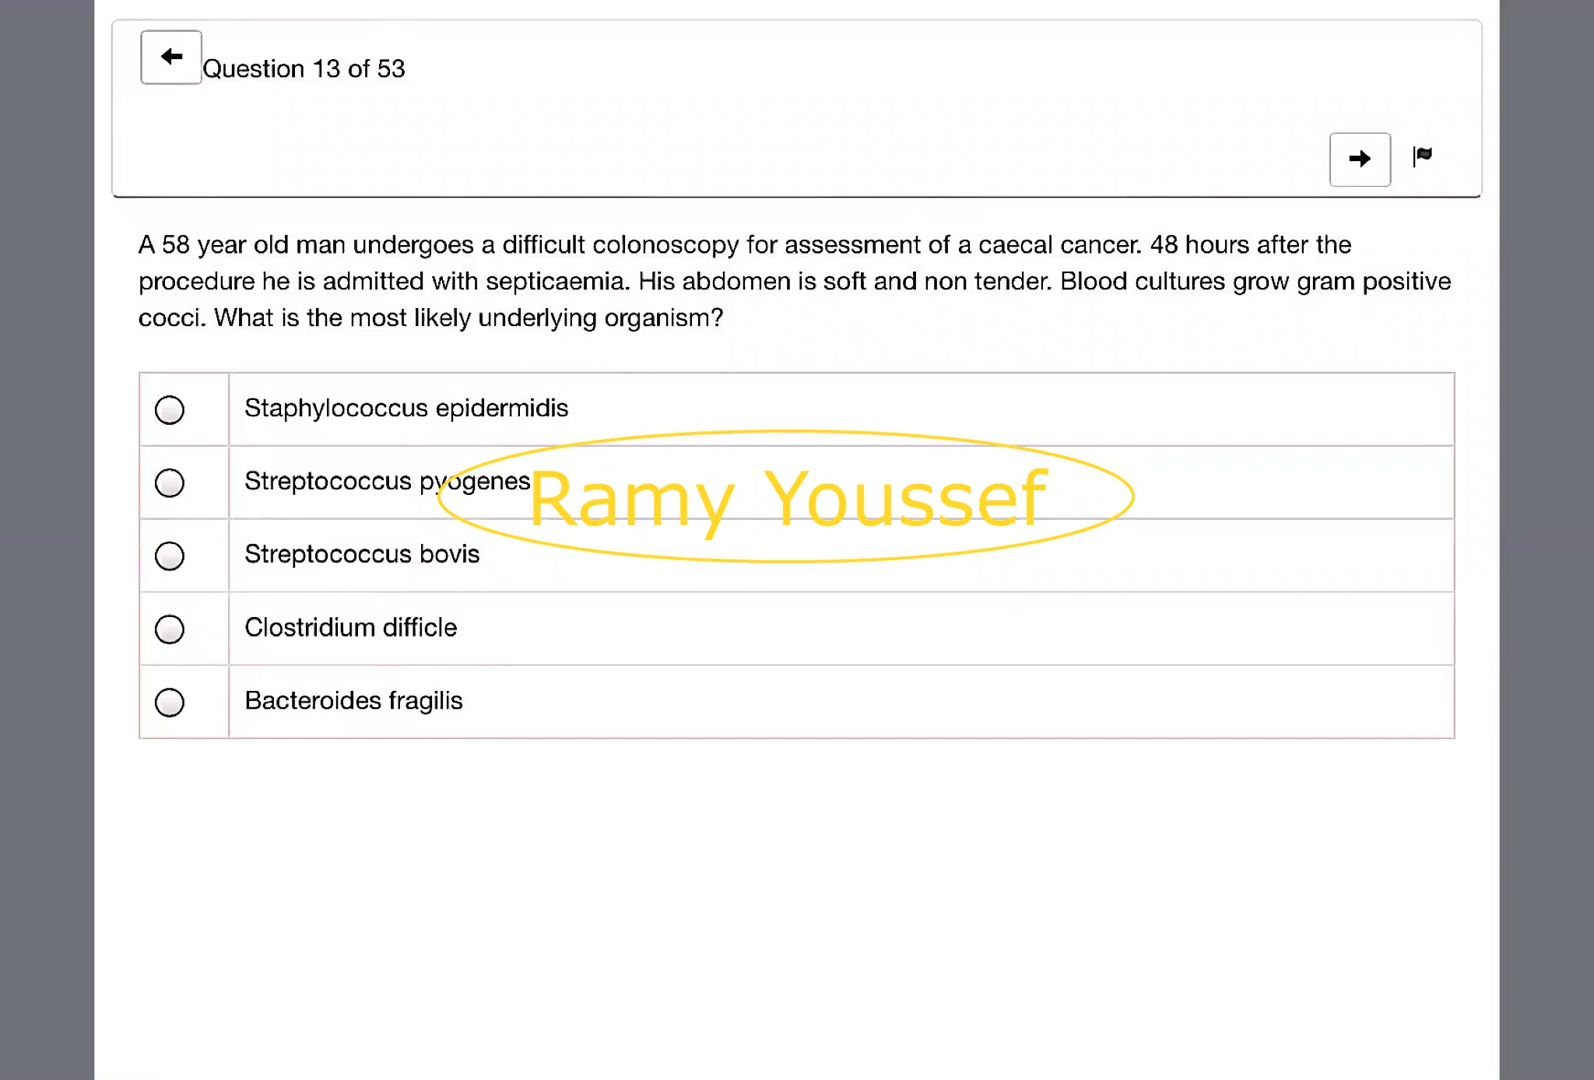 Question 13 of 53
A 58 year old man undergoes a difficult colonoscopy for assessment of a caecal cancer. 48 hours after the
procedure he is admitted with septicaemia. His abdomen is soft and non tender. Blood cultures grow gram positive
cocci. What is the most likely underlying organism?
Staphylococcus epidermidis
Streptococcus pyogenes
Ramy Youssef
Streptococcus bovis
Clostridium difficle
Bacteroides fragilis